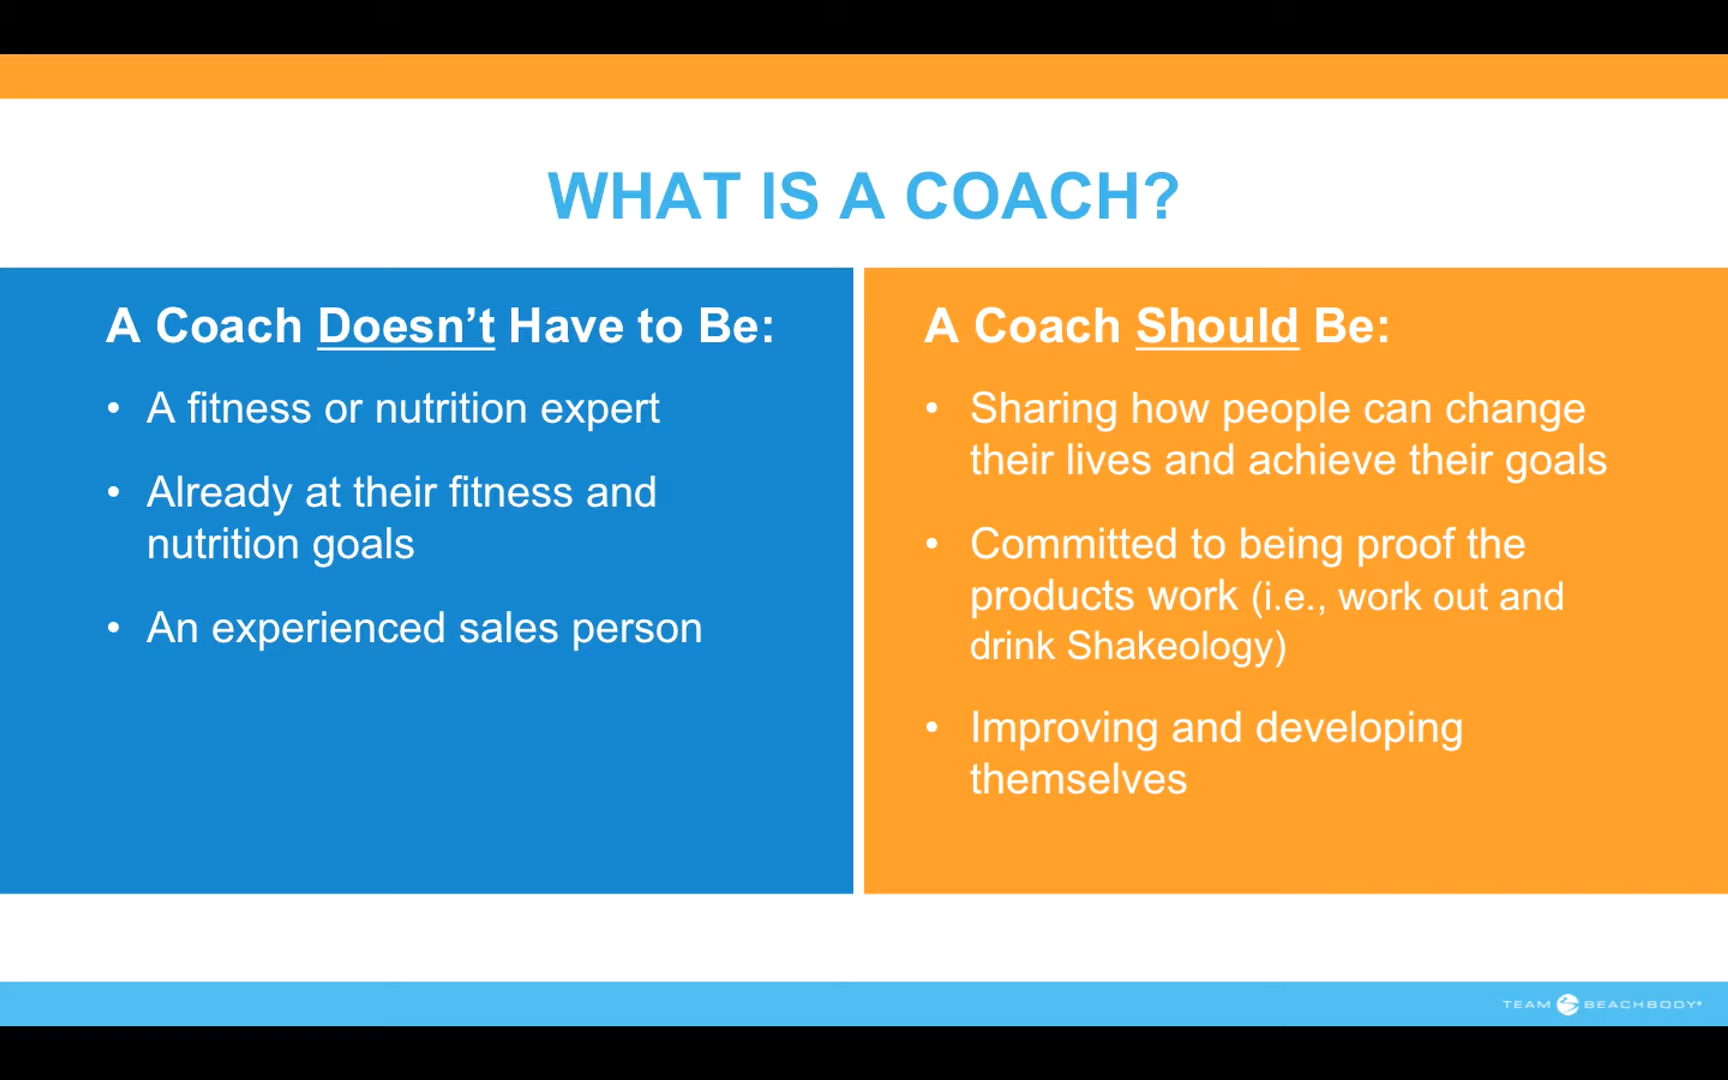 WHAT IS A COACH?
A Coach Doesn’t Have to Be:
• A fitness or nutrition expert
• Already at their fitness and
nutrition goals
• An experienced sales person
A Coach Should Be:
• Sharing how people can change
their lives and achieve their goals
• Committed to being proof the
products work (i.e., work out and
drink Shakeology)
• Improving and developing
themselves
TEAM BEACHBODY®